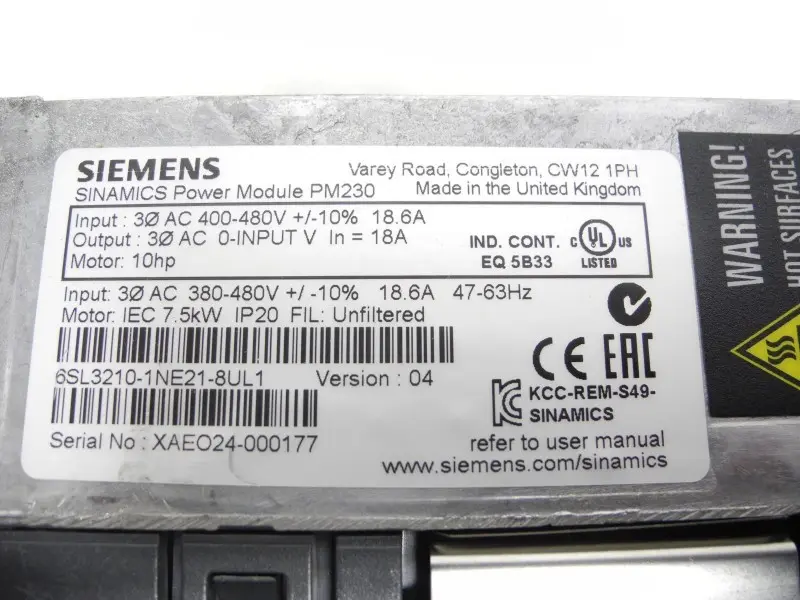 SIEMENS
Varey Road, Congleton, CW12 1PH
SINAMICS Power Module PM230
Made in the United Kingdom
Input : 3Ø AC 400-480V +/-10% 18.6A
Output : 3Ø AC 0-INPUT V In = 18A
Motor: 10hp
IND. CONT.
EQ 5B33
c UL us
LISTED
Input: 3Ø AC 380-480V +/ -10% 18.6A 47-63Hz
Motor: IEC 7.5kW IP20 FIL: Unfiltered
CE EAC
6SL3210-1NE21-8UL1 Version : 04
KCC-REM-S49-
SINAMICS
Serial No : XAEO24-000177
refer to user manual
www.siemens.com/sinamics
WARNING!
HOT SURFACES